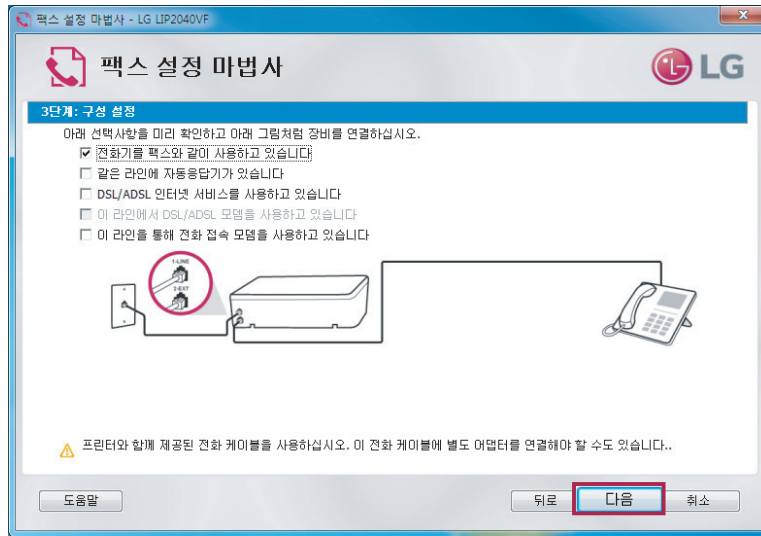 팩스 설정 마법사 - LG LIP2040VF
팩스 설정 마법사
LG
3단계: 구성 설정
아래 선택사항을 미리 확인하고 아래 그림처럼 장비를 연결하십시오.
전화기를 팩스와 같이 사용하고 있습니다
같은 라인에 자동응답기가 있습니다
DSL/ADSL 인터넷 서비스를 사용하고 있습니다
이 라인에서 DSL/ADSL 모뎀을 사용하고 있습니다
이 라인을 통해 전화 접속 모뎀을 사용하고 있습니다
1-LINE
2-EXT
프린터와 함께 제공된 전화 케이블을 사용하십시오. 이 전화 케이블에 별도 어댑터를 연결해야 할 수도 있습니다..
도움말
뒤로
다음
취소